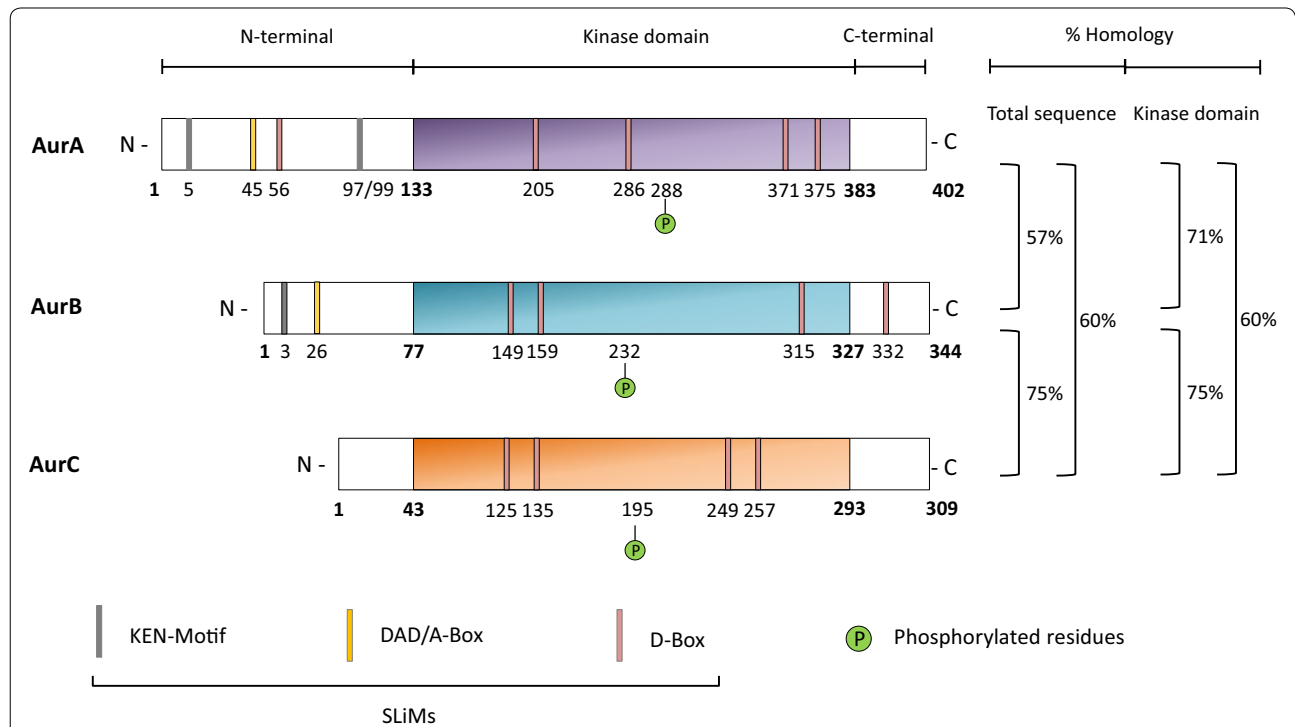 N-terminal Kinase domain C-terminal % Homology
Total sequence Kinase domain
AurA N - - C
1 5 45 56 97/99 133 205 286 288 371 375 383 402
P
57% 71%
AurB N - - C
60% 60%
1 3 26 77 149 159 232 315 327 332 344
P
75% 75%
AurC N - - C
1 43 125 135 195 249 257 293 309
P
KEN-Motif DAD/A-Box D-Box P Phosphorylated residues
SLiMs